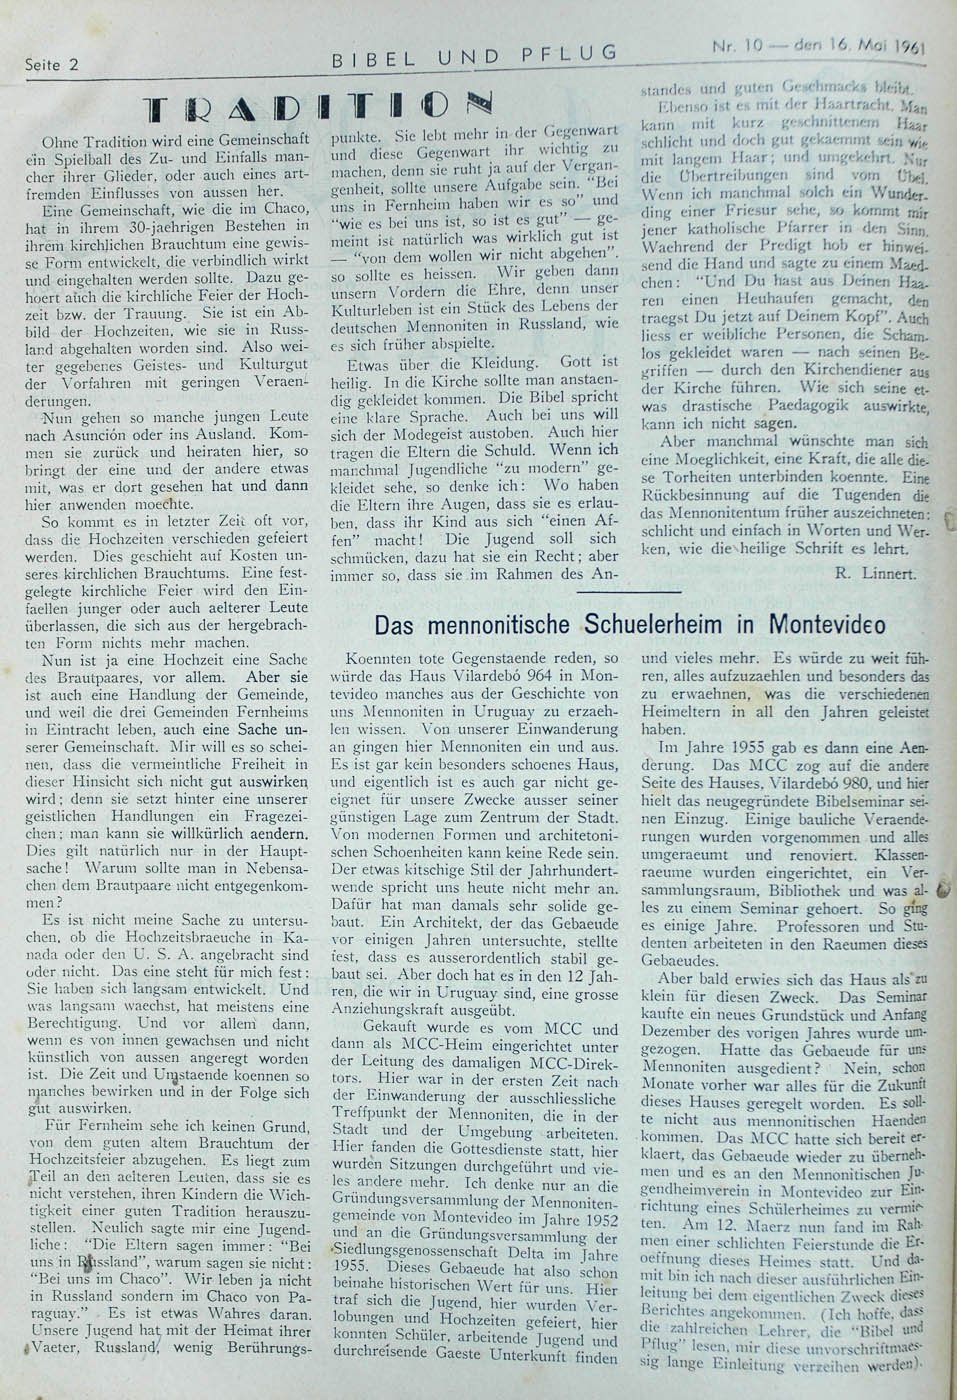 Seite 2
BIBEL UND PFLUG
Nr. 10 — den 16. Mai 1961
TRADITION
Ohne Tradition wird eine Gemeinschaft
ein Spielball des Zu- und Einfalls man-
cher ihrer Glieder, oder auch eines art-
fremden Einflusses von aussen her.
Eine Gemeinschaft, wie die im Chaco,
hat in ihrem 30-jaehrigen Bestehen in
ihrem kirchlichen Brauchtum eine gewis-
se Form entwickelt, die verbindlich wirkt
und eingehalten werden sollte. Dazu ge-
hoert auch die kirchliche Feier der Hoch-
zeit bzw. der Trauung. Sie ist ein Ab-
bild der Hochzeiten, wie sie in Russ-
land abgehalten worden sind. Also wei-
ter gegebenes Geistes- und Kulturgut
der Vorfahren mit geringen Veraen-
derungen.
Nun gehen so manche jungen Leute
nach Asunción oder ins Ausland. Kom-
men sie zurück und heiraten hier, so
bringt der eine und der andere etwas
mit, was er dort gesehen hat und dann
hier anwenden moechte.
So kommt es in letzter Zeit oft vor,
dass die Hochzeiten verschieden gefeiert
werden. Dies geschieht auf Kosten un-
seres kirchlichen Brauchtums. Eine fest-
gelegte kirchliche Feier wird den Ein-
faellen junger oder auch aelterer Leute
überlassen, die sich aus der hergebrach-
ten Form nichts mehr machen.
Nun ist ja eine Hochzeit eine Sache
des Brautpaares, vor allem. Aber sie
ist auch eine Handlung der Gemeinde,
und weil die drei Gemeinden Fernheims
in Eintracht leben, auch eine Sache un-
serer Gemeinschaft. Mir will es so schei-
nen, dass die vermeintliche Freiheit in
dieser Hinsicht sich nicht gut auswirken
wird; denn sie setzt hinter eine unserer
geistlichen Handlungen ein Fragezei-
chen; man kann sie willkürlich aendern.
Dies gilt natürlich nur in der Haupt-
sache! Warum sollte man in Nebensa-
chen dem Brautpaare nicht entgegenkom-
men?
Es ist nicht meine Sache zu untersu-
chen, ob die Hochzeitsbraeuche in Ka-
nada oder den U. S. A. angebracht sind
oder nicht. Das eine steht für mich fest:
Sie haben sich langsam entwickelt. Und
was langsam waechst, hat meistens eine
Berechtigung. Und vor allem dann,
wenn es von innen gewachsen und nicht
künstlich von aussen angeregt worden
ist. Die Zeit und Umstaende koennen so
manches bewirken und in der Folge sich
gut auswirken.
Für Fernheim sehe ich keinen Grund,
von dem guten altem Brauchtum der
Hochzeitsfeier abzugehen. Es liegt zum
Teil an den aelteren Leuten, dass sie es
nicht verstehen, ihren Kindern die Wich-
tigkeit einer guten Tradition herauszu-
stellen. Neulich sagte mir eine Jugend-
liche: "Die Eltern sagen immer: "Bei
uns in Russland", warum sagen sie nicht:
"Bei uns im Chaco". Wir leben ja nicht
in Russland sondern im Chaco von Pa-
raguay." Es ist etwas Wahres daran.
Unsere Jugend hat mit der Heimat ihrer
Vaeter, Russland, wenig Berührungs-
punkte. Sie lebt mehr in der Gegenwart
und diese Gegenwart ihr wichtig zu
machen, denn sie ruht ja auf der Vergan-
genheit, sollte unsere Aufgabe sein. "Bei
uns in Fernheim haben wir es so" und
"wie es bei uns ist, so ist es gut" — ge-
meint ist natürlich was wirklich gut ist
— "von dem wollen wir nicht abgehen".
so sollte es heissen. Wir geben dann
unsern Vordern die Ehre, denn unser
Kulturleben ist ein Stück des Lebens der
deutschen Mennoniten in Russland, wie
es sich früher abspielte.
Etwas über die Kleidung. Gott ist
heilig. In die Kirche sollte man anstaen-
dig gekleidet kommen. Die Bibel spricht
eine klare Sprache. Auch bei uns will
sich der Modegeist austoben. Auch hier
tragen die Eltern die Schuld. Wenn ich
manchmal Jugendliche "zu modern" ge-
kleidet sehe, so denke ich: Wo haben
die Eltern ihre Augen, dass sie es erlau-
ben, dass ihr Kind aus sich "einen Af-
fen" macht! Die Jugend soll sich
schmücken, dazu hat sie ein Recht; aber
immer so, dass sie im Rahmen des An-
standes und guten Geschmacks bleibt.
Ebenso ist es mit der Haartracht. Man
kann mit kurz geschnittenem Haar
schlicht und doch gut gekaemmt sein wie
mit langem Haar; und umgekehrt. Nur
die Übertreibungen sind vom Übel.
Wenn ich manchmal solch ein Wunder-
ding einer Friesur sehe, so kommt mir
jener katholische Pfarrer in den Sinn.
Waehrend der Predigt hob er hinwei-
send die Hand und sagte zu einem Maed-
chen: "Und Du hast aus Deinen Haa-
ren einen Heuhaufen gemacht, den
traegst Du jetzt auf Deinem Kopf". Auch
liess er weibliche Personen, die Scham-
los gekleidet waren — nach seinen Be-
griffen — durch den Kirchendiener aus
der Kirche führen. Wie sich seine et-
was drastische Paedagogik auswirkte,
kann ich nicht sagen.
Aber manchmal wünschte man sich
eine Moeglichkeit, eine Kraft, die alle die-
se Torheiten unterbinden koennte. Eine
Rückbesinnung auf die Tugenden die
das Mennonitentum früher auszeichneten:
schlicht und einfach in Worten und Wer-
ken, wie die heilige Schrift es lehrt.
R. Linnert.
Das mennonitische Schuelerheim in Montevideo
Koennten tote Gegenstaende reden, so
würde das Haus Vilardebó 964 in Mon-
tevideo manches aus der Geschichte von
uns Mennoniten in Uruguay zu erzaeh-
len wissen. Von unserer Einwanderung
an gingen hier Mennoniten ein und aus.
Es ist gar kein besonders schoenes Haus,
und eigentlich ist es auch gar nicht ge-
eignet für unsere Zwecke ausser seiner
günstigen Lage zum Zentrum der Stadt.
Von modernen Formen und architetoni-
schen Schoenheiten kann keine Rede sein.
Der etwas kitschige Stil der Jahrhundert-
wende spricht uns heute nicht mehr an.
Dafür hat man damals sehr solide ge-
baut. Ein Architekt, der das Gebaeude
vor einigen Jahren untersuchte, stellte
fest, dass es ausserordentlich stabil ge-
baut sei. Aber doch hat es in den 12 Jah-
ren, die wir in Uruguay sind, eine grosse
Anziehungskraft ausgeübt.
Gekauft wurde es vom MCC und
dann als MCC-Heim eingerichtet unter
der Leitung des damaligen MCC-Direk-
tors. Hier war in der ersten Zeit nach
der Einwanderung der ausschliessliche
Treffpunkt der Mennoniten, die in der
Stadt und der Umgebung arbeiteten.
Hier fanden die Gottesdienste statt, hier
wurden Sitzungen durchgeführt und vie-
les andere mehr. Ich denke nur an die
Gründungsversammlung der Mennoniten-
gemeinde von Montevideo im Jahre 1952
und an die Gründungsversammlung der
Siedlungsgenossenschaft Delta im Jahre
1955. Dieses Gebaeude hat also schon
beinahe historischen Wert für uns. Hier
traf sich die Jugend, hier wurden Ver-
lobungen und Hochzeiten gefeiert, hier
konnten Schüler, arbeitende Jugend und
durchreisende Gaeste Unterkunft finden
und vieles mehr. Es würde zu weit füh-
ren, alles aufzuzaehlen und besonders das
zu erwaehnen, was die verschiedenen
Heimeltern in all den Jahren geleistet
haben.
Im Jahre 1955 gab es dann eine Aen-
derung. Das MCC zog auf die andere
Seite des Hauses, Vilardebó 980, und hier
hielt das neugegründete Bibelseminar sei-
nen Einzug. Einige bauliche Veraende-
rungen wurden vorgenommen und alles
umgeraeumt und renoviert. Klassen-
raeume wurden eingerichtet, ein Ver-
sammlungsraum, Bibliothek und was al-
les zu einem Seminar gehoert. So ging
es einige Jahre. Professoren und Stu-
denten arbeiteten in den Raeumen dieses
Gebaeudes.
Aber bald erwies sich das Haus als zu
klein für diesen Zweck. Das Seminar
kaufte ein neues Grundstück und Anfang
Dezember des vorigen Jahres wurde um-
gezogen. Hatte das Gebaeude für uns
Mennoniten ausgedient? Nein, schon
Monate vorher war alles für die Zukunft
dieses Hauses geregelt worden. Es soll-
te nicht aus mennonitischen Haenden
kommen. Das MCC hatte sich bereit er-
klaert, das Gebaeude wieder zu überneh-
men und es an den Mennonitischen Ju-
gendheimverein in Montevideo zur Ein-
richtung eines Schülerheimes zu vermie-
ten. Am 12. Maerz nun fand im Rah-
men einer schlichten Feierstunde die Er-
oeffnung dieses Heimes statt. Und da-
mit bin ich nach dieser ausführlichen Ein-
leitung bei dem eigentlichen Zweck dieses
Berichtes angekommen. (Ich hoffe, dass
die zahlreichen Lehrer, die "Bibel und
Pflug" lesen, mir diese unvorschriftmaes-
sig lange Einleitung verzeihen werden).